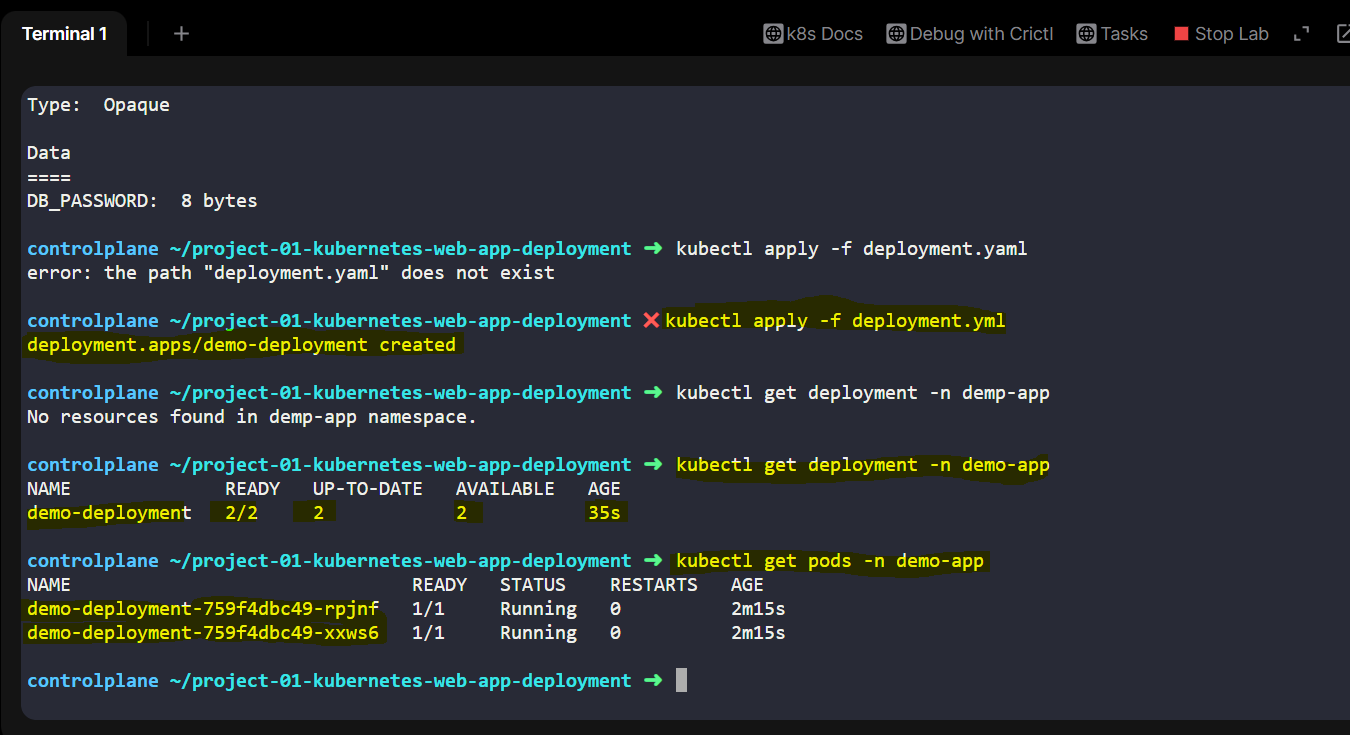 Terminal 1 + k8s Docs Debug with Crictl Tasks Stop Lab
Type:  Opaque
Data
====
DB_PASSWORD:  8 bytes
controlplane ~/project-01-kubernetes-web-app-deployment ➜ kubectl apply -f deployment.yaml
error: the path "deployment.yaml" does not exist
controlplane ~/project-01-kubernetes-web-app-deployment ✖ kubectl apply -f deployment.yml
deployment.apps/demo-deployment created
controlplane ~/project-01-kubernetes-web-app-deployment ➜ kubectl get deployment -n demp-app
No resources found in demp-app namespace.
controlplane ~/project-01-kubernetes-web-app-deployment ➜ kubectl get deployment -n demo-app
NAME              READY   UP-TO-DATE   AVAILABLE   AGE
demo-deployment   2/2     2            2           35s
controlplane ~/project-01-kubernetes-web-app-deployment ➜ kubectl get pods -n demo-app
NAME                               READY   STATUS    RESTARTS   AGE
demo-deployment-759f4dbc49-rpjnf   1/1     Running   0          2m15s
demo-deployment-759f4dbc49-xxws6   1/1     Running   0          2m15s
controlplane ~/project-01-kubernetes-web-app-deployment ➜